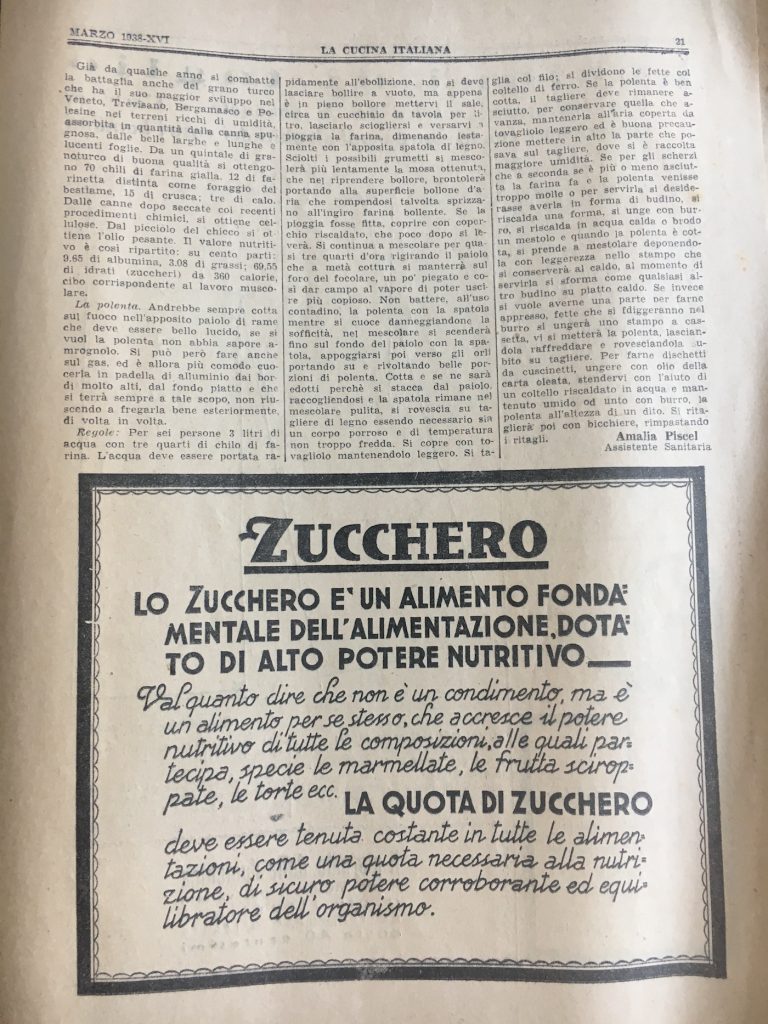 MARZO 1938-XVI
LA CUCINA ITALIANA
21
Già da qualche anno si combatte
la battaglia anche del grano turco
che ha il suo maggior sviluppo nel
Veneto, Trevisano, Bergamasco e Po-
lesine nei terreni ricchi di umidità,
assorbita in quantità dalla canna spu-
gnosa, dalle belle larghe e lunghe e
lucenti foglie. Da un quintale di gra-
noturco di buona qualità si ottengo-
no 70 chili di farina gialla, 12 di fa-
rinetta distinta come foraggio del
bestiame, 15 di crusca; tre di calo.
Dalle canne dopo seccate coi recenti
procedimenti chimici, si ottiene cel-
lulose. Dal picciolo del chicco si ot-
tiene l'olio pesante. Il valore nutriti-
vo è così ripartito: su cento parti:
9.65 di albumina, 3.08 di grassi; 69,55
di idrati (zuccheri) da 360 calorie,
cibo corrispondente al lavoro musco-
lare.
La polenta. Andrebbe sempre cotta
sul fuoco nell'apposito paiolo di rame
che deve essere bello lucido, se si
vuol la polenta non abbia sapore a-
mrognolo. Si può però fare anche
sul gas, ed è allora più comodo cuo-
cerla in padella di alluminio dai bor-
di molto alti, dal fondo piatto e che
si terrà sempre a tale scopo, non riu-
scendo a fregarla bene esteriormente,
di volta in volta.
Regole: Per sei persone 3 litri di
acqua con tre quarti di chilo di fa-
rina. L'acqua deve essere portata ra-
pidamente all'ebollizione, non si deve
lasciare bollire a vuoto, ma appena
è in pieno bollore mettervi il sale,
circa un cucchiaio da tavola per li-
tro, lasciarlo sciogliersi e versarvi a
pioggia la farina, dimenando lesta-
mente con l'apposita spatola di legno.
Sciolti i possibili grumetti si mesco-
lerà più lentamente la mosa ottenuta,
che nel riprendere bollore, brontolerà
portando alla superficie bollone d'a-
ria che rompendosi talvolta sprizza-
no all'ingiro farina bollente. Se la
pioggia fosse fitta, coprire con coper-
chio riscaldato, che poco dopo si le-
verà. Si continua a mescolare per qua-
si tre quarti d'ora rigirando il paiolo
che a metà cottura si manterrà sul
foro del focolare, un po' piegato e co-
sì dar campo al vapore di poter usci-
re più copioso. Non battere, all'uso
contadino, la polenta con la spatola
mentre si cuoce danneggiandone la
sofficità, nel mescolare si scenderà
fino sul fondo del paiolo con la spa-
tola, appoggiarsi poi verso gli orli
portando su e rivoltando belle por-
zioni di polenta. Cotta e se ne sarà
edotti perchè si stacca dal paiolo,
raccogliendosi e la spatola rimane nel
mescolare pulita, si rovescia su ta-
gliere di legno essendo necessario sia
un corpo porroso e di temperatura
non troppo fredda. Si copre con to-
vagliolo mantenendolo leggero. Si ta-
glia col filo; si dividono le fette col
coltello di ferro. Se la polenta è ben
cotta, il tagliere deve rimanere a-
sciutto, per conservare quella che a-
vanza, mantenerla all'aria coperta da
tovagliolo leggero ed è buona precau-
zione mettere in alto la parte che po-
sava sul tagliere, dove si è raccolta
maggiore umidità. Se per gli scherzi
che a seconda se è più o meno asciut-
ta la farina fa e la polenta venisse
troppo molle o per servirla si deside-
rasse averla in forma di budino, si
riscalda una forma, si unge con bur-
ro, si riscalda in acqua calda o brodo
un mestolo e quando la polenta è cot-
ta, si prende a mestolare deponendo-
la con leggerezza nello stampo che
si conserverà al caldo, al momento di
servirla si sforma come qualsiasi al-
tro budino su piatto caldo. Se invece
si vuole averne una parte per farne
appresso, fette che si fdiggeranno nel
burro si ungerà uno stampo a cas-
setta, vi si metterà la polenta, lascian-
dola raffreddare e rovesciandola su-
bito su tagliere. Per farne dischetti
da cuscinetti, ungere con olio della
carta oleata, stendervi con l'aiuto di
un coltello riscaldato in acqua e man-
tenuto umido od unto con burro, la
polenta all'altezza di un dito. Si rita-
glierà poi con bicchiere, rimpastando
i ritagli.
Amalia Piscel
Assistente Sanitaria
ZUCCHERO
LO ZUCCHERO E' UN ALIMENTO FONDA-
MENTALE DELL'ALIMENTAZIONE, DOTA-
TO DI ALTO POTERE NUTRITIVO
Val quanto dire che non è un condimento, ma è
un alimento per se stesso, che accresce il potere
nutritivo di tutte le composizioni, alle quali par-
tecipa, specie le marmellate, le frutta scirop-
pate, le torte ecc. LA QUOTA DI ZUCCHERO
deve essere tenuta costante in tutte le alimen-
tazioni, come una quota necessaria alla nutri-
zione, di sicuro potere corroborante ed equi-
libratore dell'organismo.